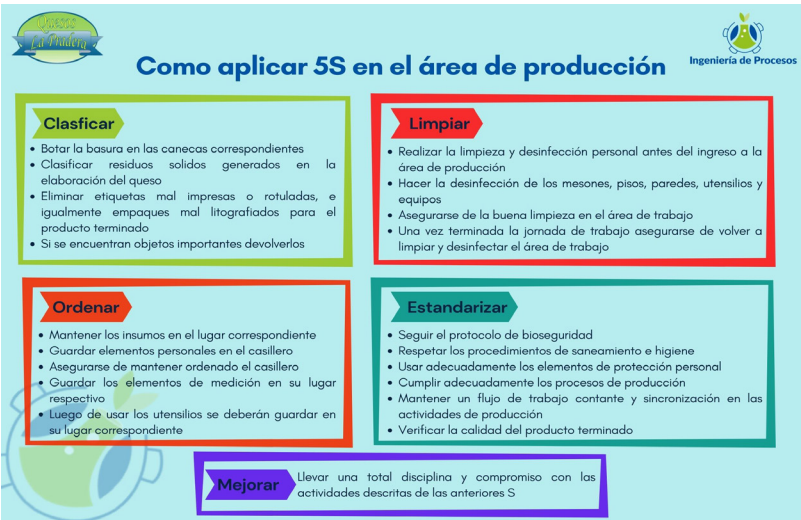 QUESOS
La Pradera
Ingeniería de Procesos
Como aplicar 5S en el área de producción
Clasficar
• Botar la basura en las canecas correspondientes
• Clasificar residuos solidos generados en la
elaboración del queso
• Eliminar etiquetas mal impresas o rotuladas, e
igualmente empaques mal litografiados para el
producto terminado
• Si se encuentran objetos importantes devolverlos
Limpiar
• Realizar la limpieza y desinfección personal antes del ingreso a la
área de producción
• Hacer la desinfección de los mesones, pisos, paredes, utensilios y
equipos
• Asegurarse de la buena limpieza en el área de trabajo
• Una vez terminada la jornada de trabajo asegurarse de volver a
limpiar y desinfectar el área de trabajo
Ordenar
• Mantener los insumos en el lugar correspondiente
• Guardar elementos personales en el casillero
• Asegurarse de mantener ordenado el casillero
• Guardar los elementos de medición en su lugar
respectivo
• Luego de usar los utensilios se deberán guardar en
su lugar correspondiente
Estandarizar
• Seguir el protocolo de bioseguridad
• Respetar los procedimientos de saneamiento e higiene
• Usar adecuadamente los elementos de protección personal
• Cumplir adecuadamente los procesos de producción
• Mantener un flujo de trabajo contante y sincronización en las
actividades de producción
• Verificar la calidad del producto terminado
Mejorar
Llevar una total disciplina y compromiso con las
actividades descritas de las anteriores S